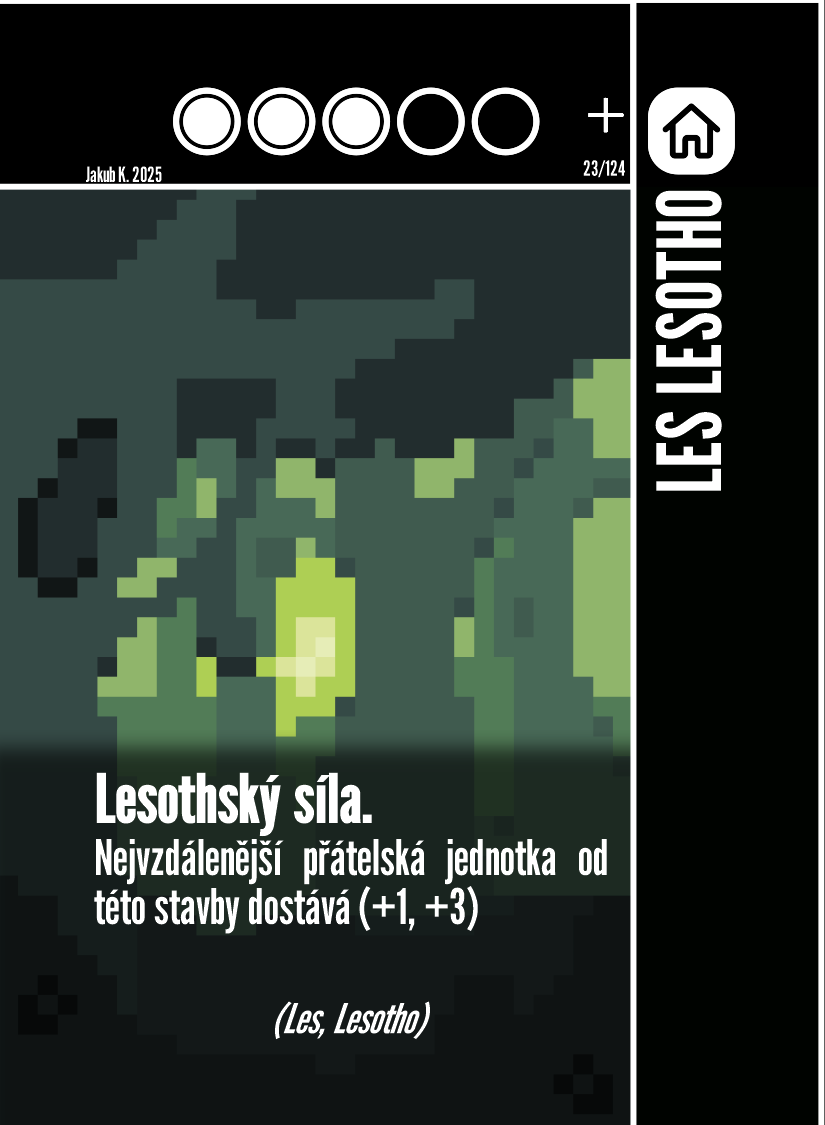 +
Jakub K. 2025
23/124
LES LESOTHO
Lesothský síla.
Nejvzdálenější přátelská jednotka od
této stavby dostává (+1, +3)
(Les, Lesotho)